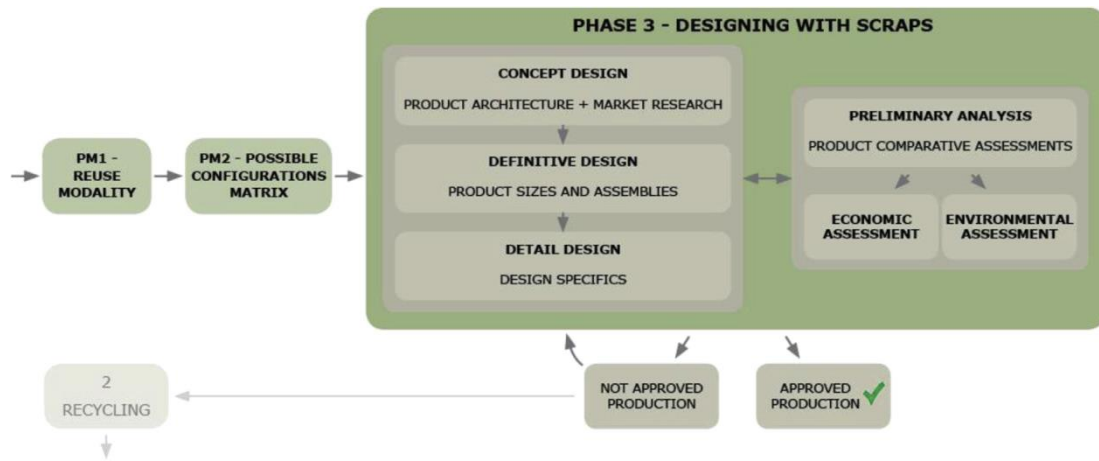 PHASE 3 - DESIGNING WITH SCRAPS
CONCEPT DESIGN
PRODUCT ARCHITECTURE + MARKET RESEARCH
DEFINITIVE DESIGN
PRODUCT SIZES AND ASSEMBLIES
DETAIL DESIGN
DESIGN SPECIFICS
PRELIMINARY ANALYSIS
PRODUCT COMPARATIVE ASSESSMENTS
ECONOMIC
ASSESSMENT
ENVIRONMENTAL
ASSESSMENT
PM1 -
REUSE
MODALITY
PM2 - POSSIBLE
CONFIGURATIONS
MATRIX
NOT APPROVED
PRODUCTION
APPROVED
PRODUCTION
2
RECYCLING